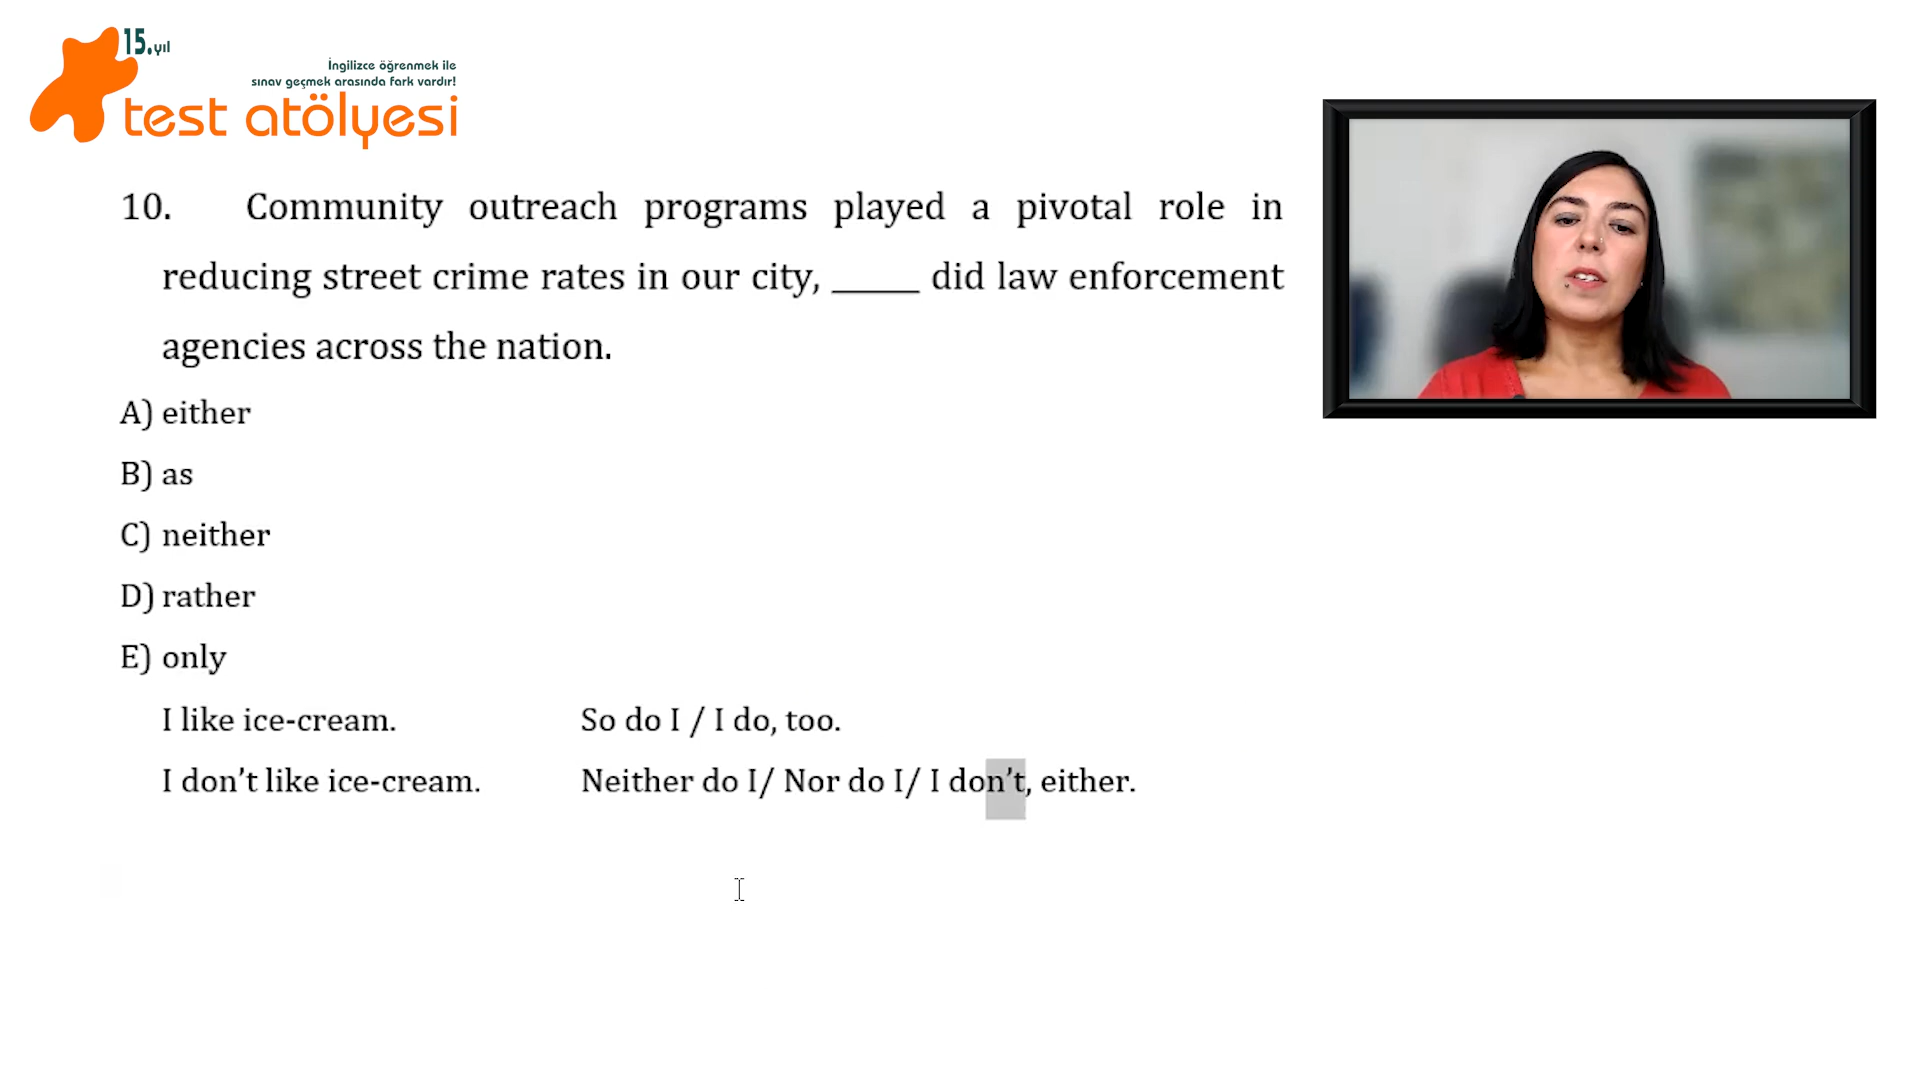 15.yıl
İngilizce öğrenmek ile
sınav geçmek arasında fark vardır!
test atölyesi
10. Community outreach programs played a pivotal role in
reducing street crime rates in our city, _____ did law enforcement
agencies across the nation.
A) either
B) as
C) neither
D) rather
E) only
I like ice-cream. So do I / I do, too.
I don’t like ice-cream. Neither do I/ Nor do I/ I don’t, either.